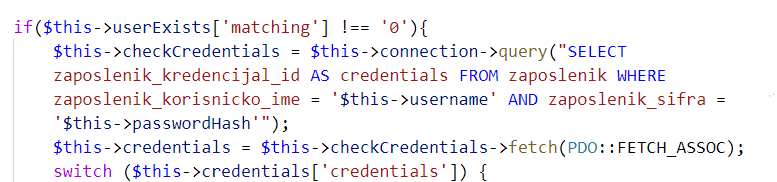 if($this->userExists['matching'] !== '0'){
$this->checkCredentials = $this->connection->query("SELECT
zaposlenik_kredencijal_id AS credentials FROM zaposlenik WHERE
zaposlenik_korisnicko_ime = '$this->username' AND zaposlenik_sifra =
'$this->passwordHash'");
$this->credentials = $this->checkCredentials->fetch(PDO::FETCH_ASSOC);
switch ($this->credentials['credentials']) {